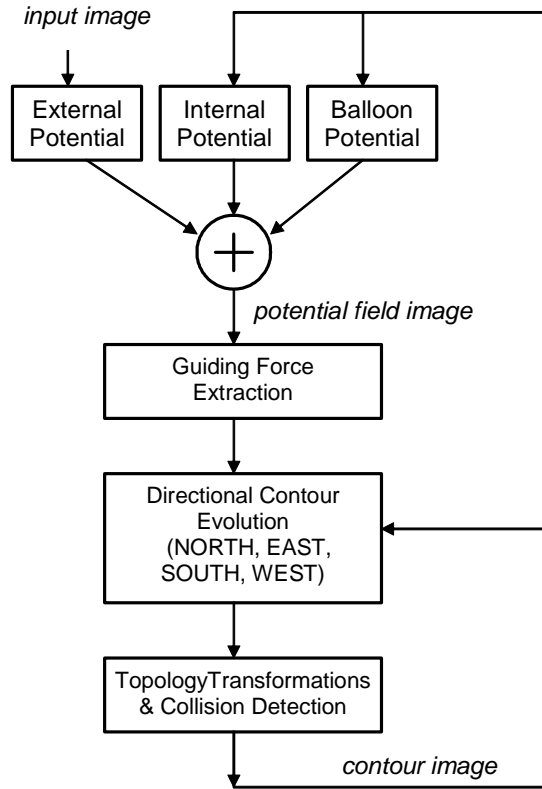 input image
External
Potential
Internal
Potential
Balloon
Potential
potential field image
Guiding Force
Extraction
Directional Contour
Evolution
(NORTH, EAST,
SOUTH, WEST)
TopologyTransformations
& Collision Detection
contour image